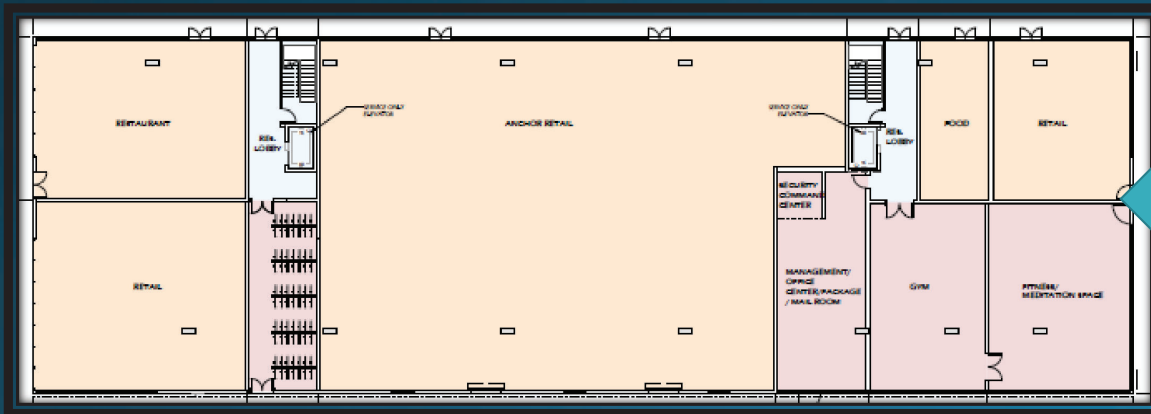 RESTAURANT
RES.
LOBBY
ANCHOR RETAIL
RES.
LOBBY
FOOD
RETAIL
SECURITY
COMMAND
CENTER
RETAIL
MANAGEMENT/
OFFICE
CENTER/PACKAGE
/ MAIL ROOM
GYM
FITNESS/
MEDITATION SPACE